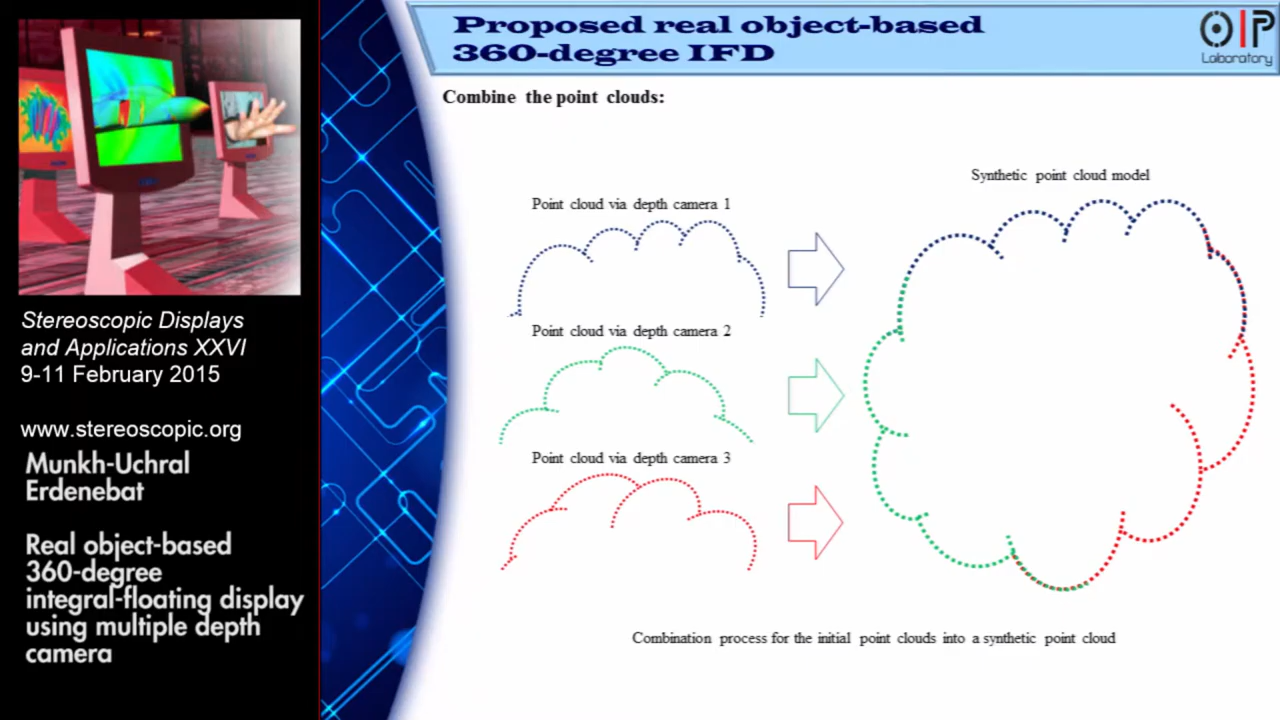 Proposed real object-based
360-degree IFD
OIP
Laboratory
Combine the point clouds:
Synthetic point cloud model
Point cloud via depth camera 1
Point cloud via depth camera 2
Point cloud via depth camera 3
Combination process for the initial point clouds into a synthetic point cloud
Stereoscopic Displays
and Applications XXVI
9-11 February 2015
www.stereoscopic.org
Munkh-Uchral
Erdenebat
Real object-based
360-degree
integral-floating display
using multiple depth
camera